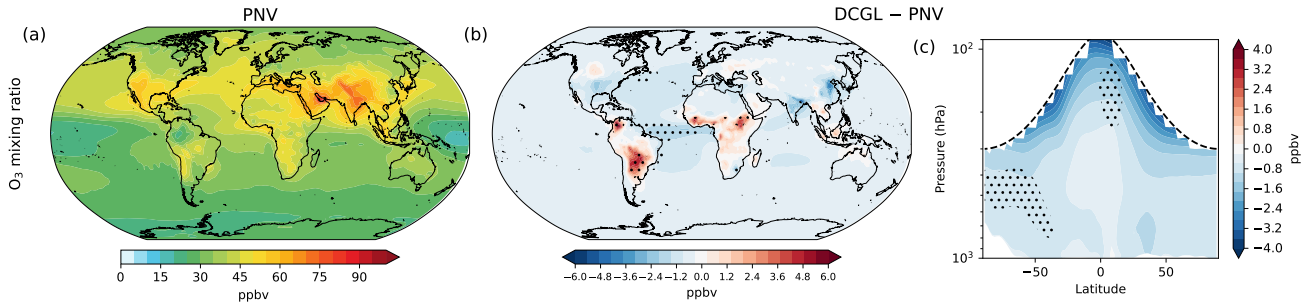 PNV
DCGL − PNV
(a)
(b)
(c)
O3 mixing ratio
0 15 30 45 60 75 90
ppbv
−6.0 −4.8 −3.6 −2.4 −1.2 0.0 1.2 2.4 3.6 4.8 6.0
ppbv
Pressure (hPa)
10²
10³
−50 0 50
Latitude
4.0
3.2
2.4
1.6
0.8
0.0
−0.8
−1.6
−2.4
−3.2
−4.0
ppbv